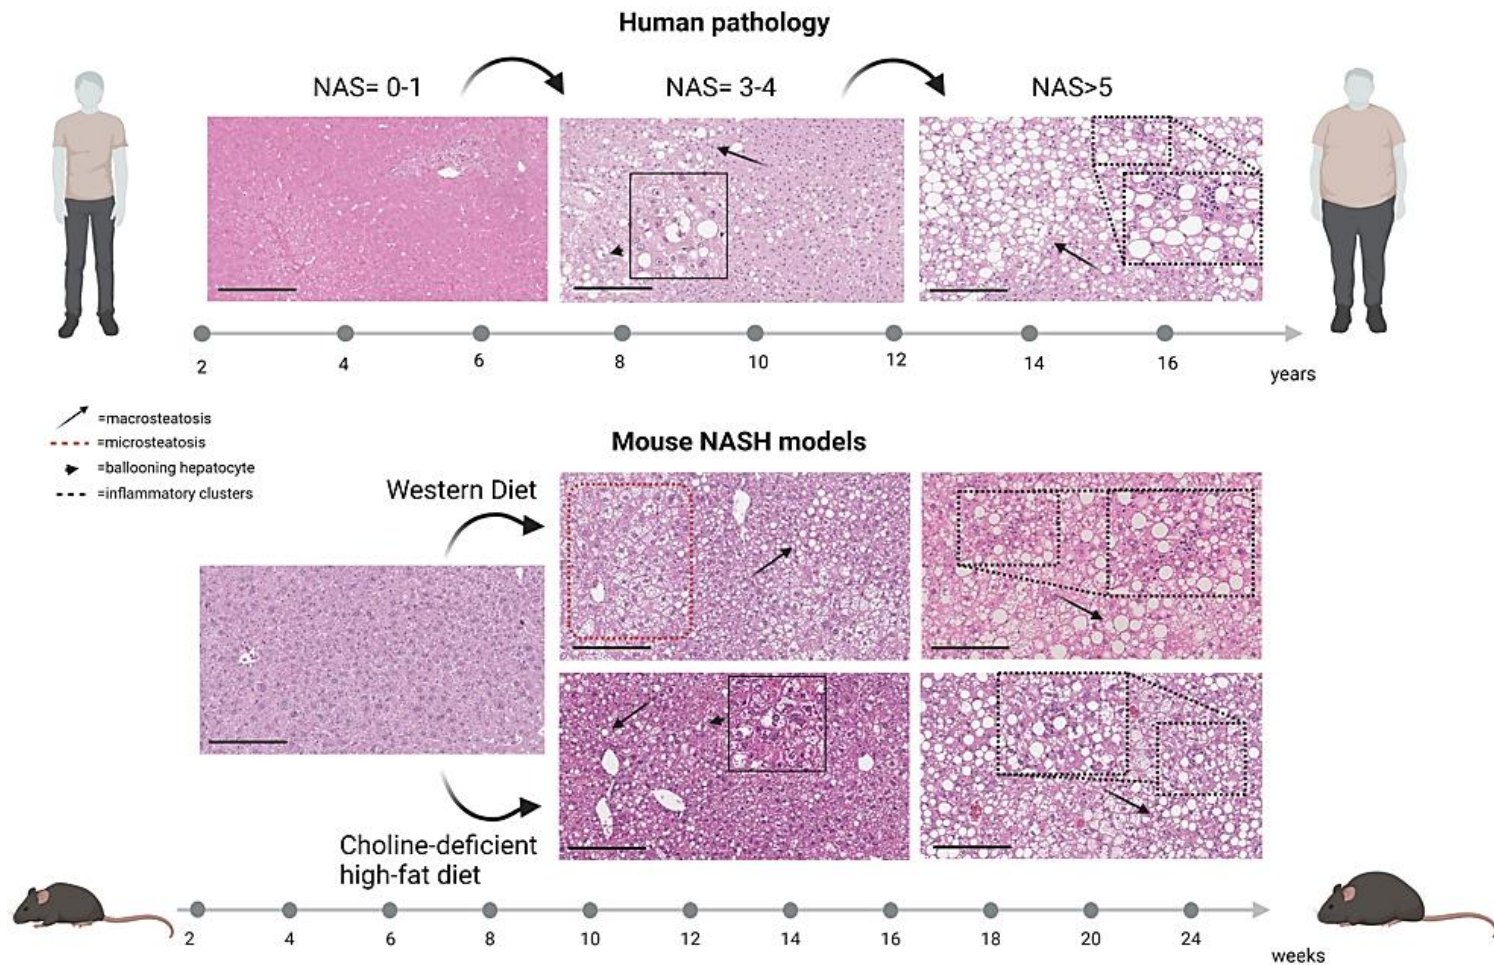 Human pathology
NAS= 0-1
NAS= 3-4
NAS>5
2
4
6
8
10
12
14
16
years
=macrosteatosis
=microsteatosis
=ballooning hepatocyte
=inflammatory clusters
Mouse NASH models
Western Diet
Choline-deficient
high-fat diet
2
4
6
8
10
12
14
16
18
20
24
weeks